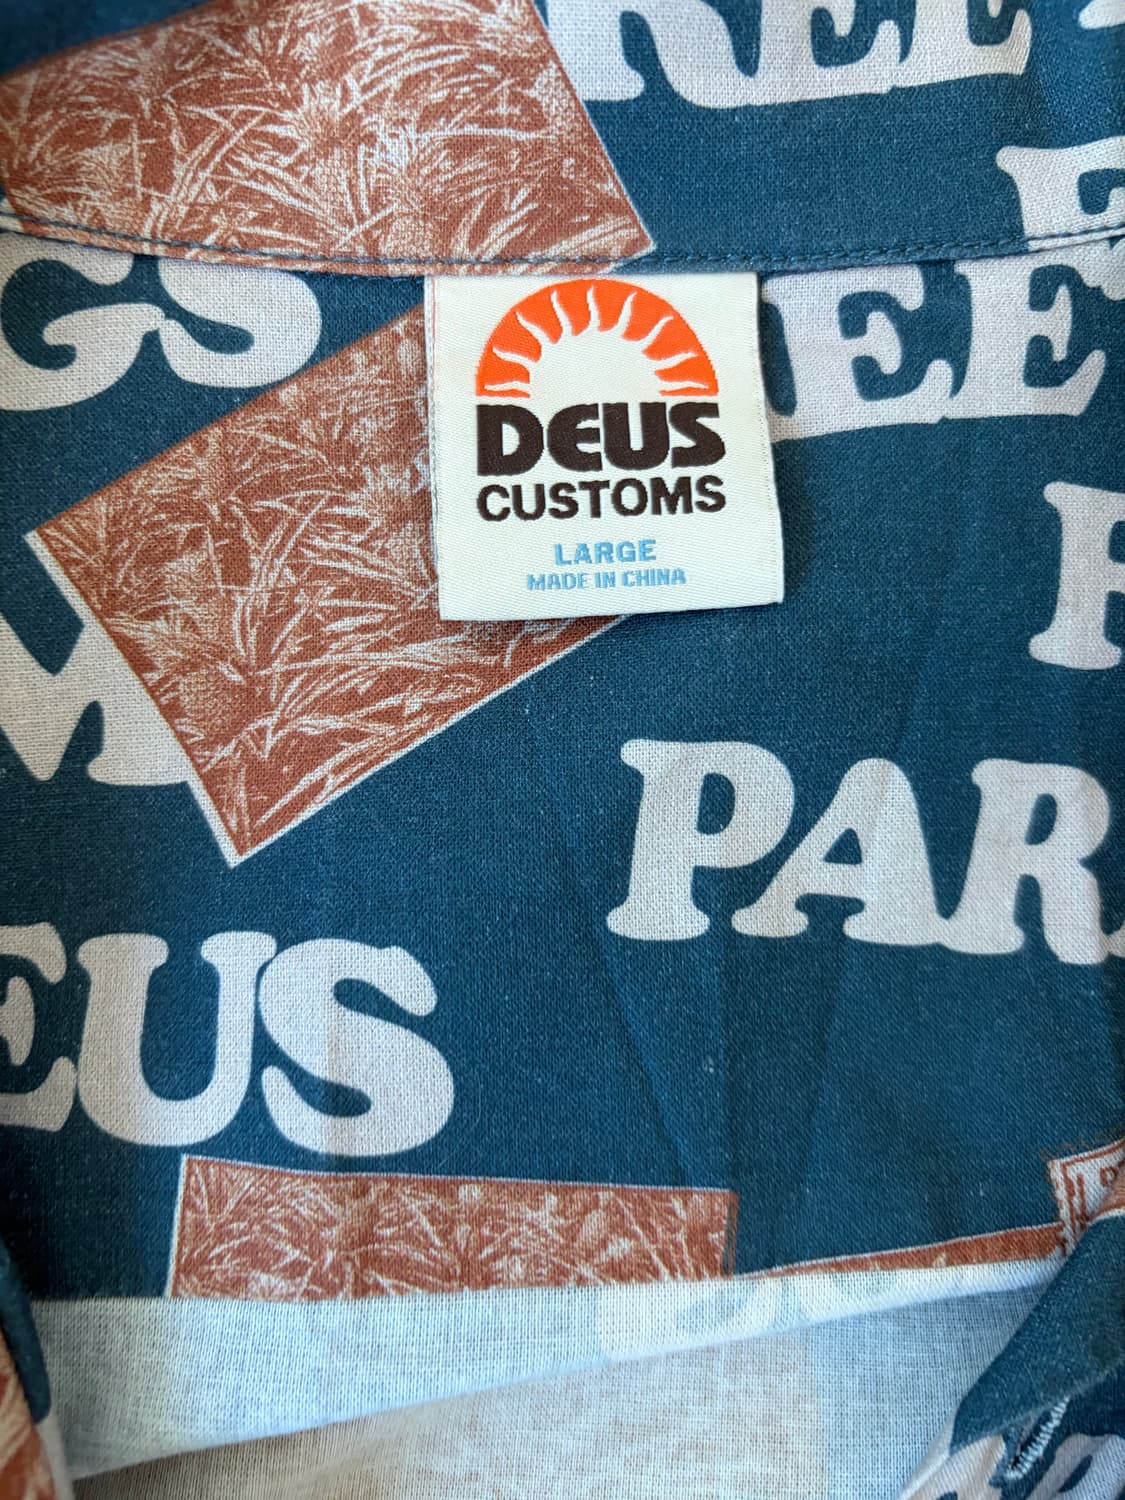 GS
DEUS
CUSTOMS
LARGE
MADE IN CHINA
PAR
EUS